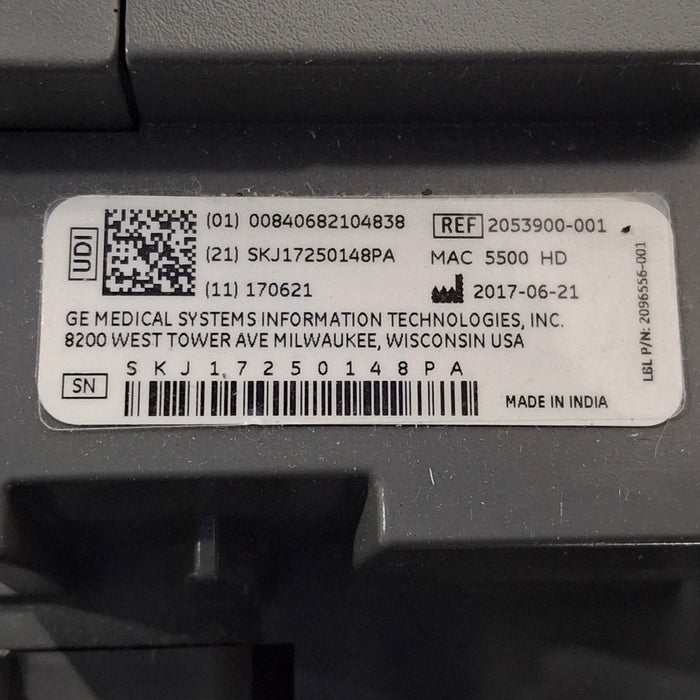 UDI
(01) 00840682104838
(21) SKJ17250148PA
(11) 170621
REF 2053900-001
MAC 5500 HD
2017-06-21
GE MEDICAL SYSTEMS INFORMATION TECHNOLOGIES, INC.
8200 WEST TOWER AVE MILWAUKEE, WISCONSIN USA
SN
SKJ17250148PA
MADE IN INDIA
LBL P/N: 2096556-001